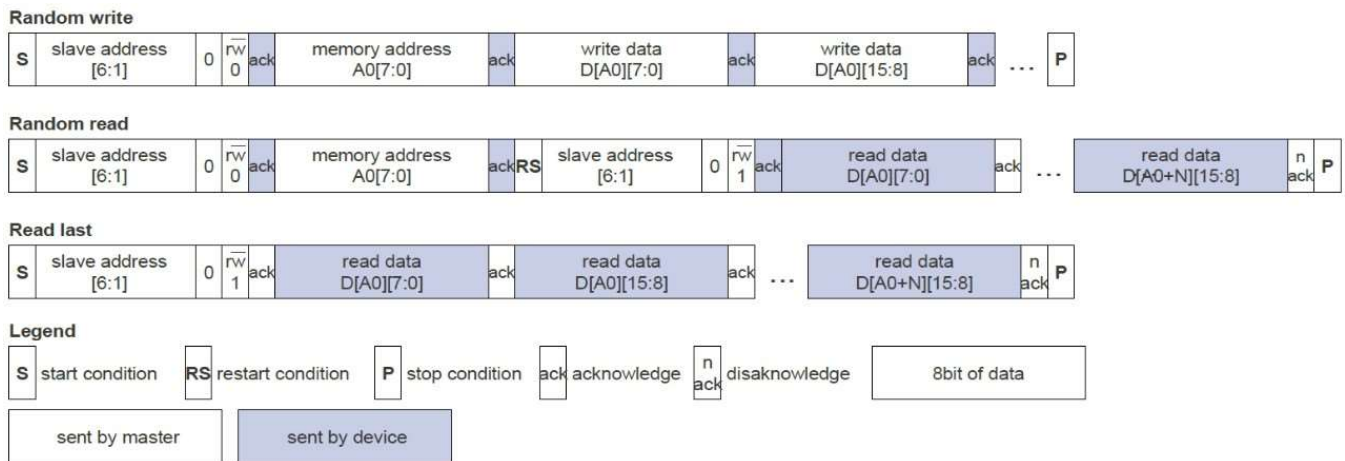 Random write
S slave address 0 rw ack memory address ack write data ack write data ack ... P
[6:1] 0 A0[7:0] D[A0][7:0] D[A0][15:8]
Random read
S slave address 0 rw ack memory address ack RS slave address 0 rw ack read data ack ... read data n P
[6:1] 0 A0[7:0] [6:1] 1 D[A0][7:0] D[A0+N][15:8] ack
Read last
S slave address 0 rw ack read data ack read data ack ... read data n P
[6:1] 1 D[A0][7:0] D[A0][15:8] D[A0+N][15:8] ack
Legend
S start condition RS restart condition P stop condition ack acknowledge n ack disaknowledge 8bit of data
sent by master sent by device